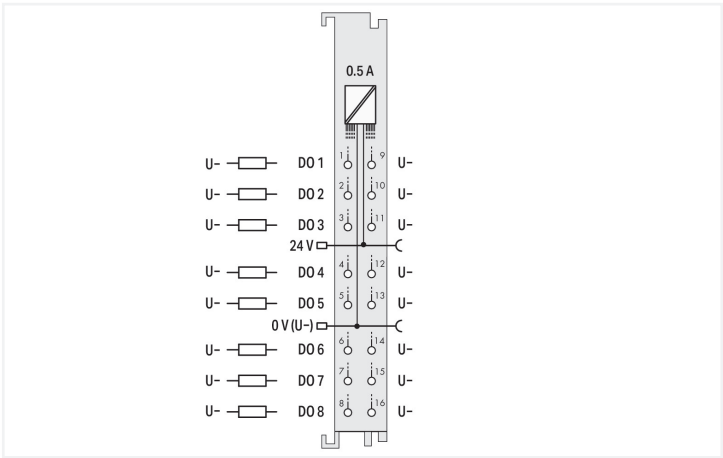 0.5 A
U- DO 1 1 9 U-
U- DO 2 2 10 U-
U- DO 3 3 11 U-
24 V
U- DO 4 4 12 U-
U- DO 5 5 13 U-
0 V (U-)
U- DO 6 6 14 U-
U- DO 7 7 15 U-
U- DO 8 8 16 U-